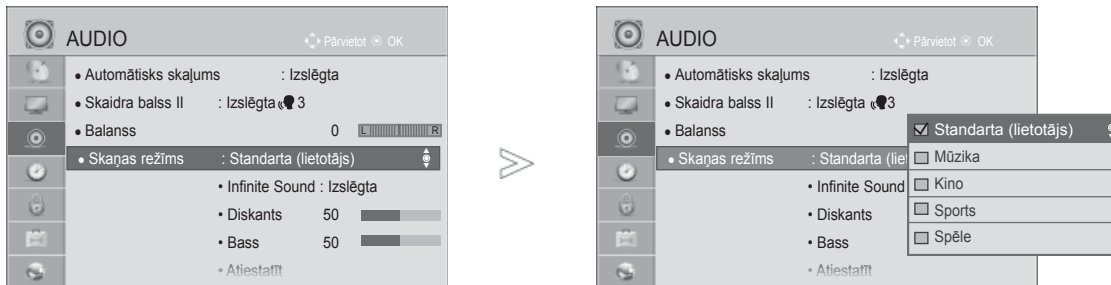 AUDIO
Pārvietot OK
• Automātisks skaļums : Izslēgta
• Skaidra balss II : Izslēgta 3
• Balanss 0 L R
• Skaņas režīms : Standarta (lietotājs)
• Infinite Sound : Izslēgta
• Diskants 50
• Bass 50
• Atiestatīt
AUDIO
Pārvietot OK
• Automātisks skaļums : Izslēgta
• Skaidra balss II : Izslēgta 3
• Balanss
• Skaņas režīms : Standarta (liet
• Infinite Sound
• Diskants
• Bass
• Atiestatīt
Standarta (lietotājs)
Mūzika
Kino
Sports
Spēle